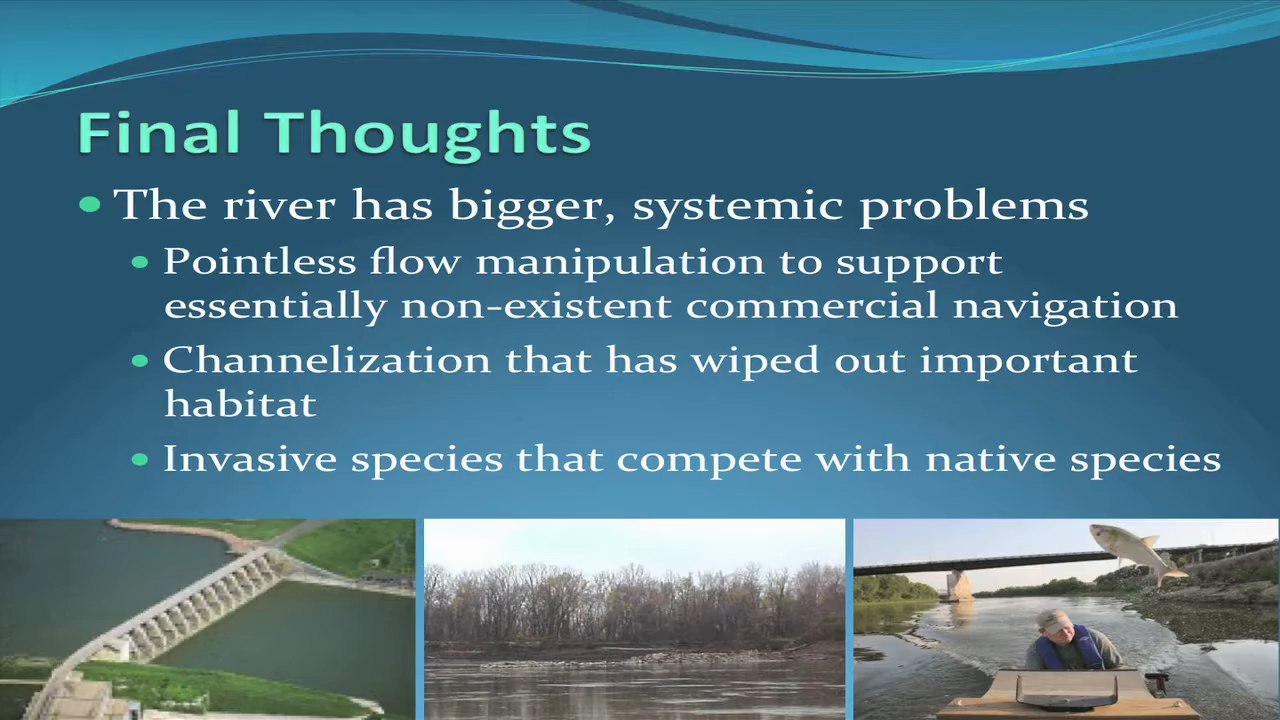 Final Thoughts
The river has bigger, systemic problems
Pointless flow manipulation to support
essentially non-existent commercial navigation
Channelization that has wiped out important
habitat
Invasive species that compete with native species